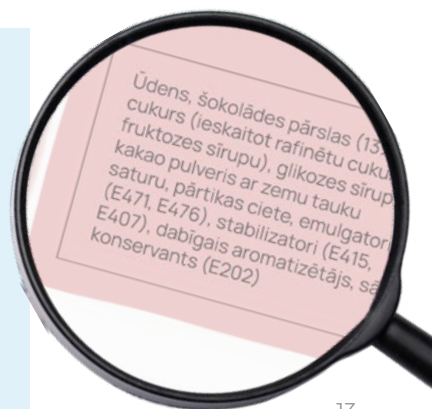 Ūdens, šokolādes pārslas (13
cukurs (ieskaitot rafinētu cuku
fruktozes sīrupu), glikozes sīrup
kakao pulveris ar zemu tauku
saturu, pārtikas ciete, emulgatori
(E471, E476), stabilizatori (E415,
E407), dabīgais aromatizētājs, sā
konservants (E202)